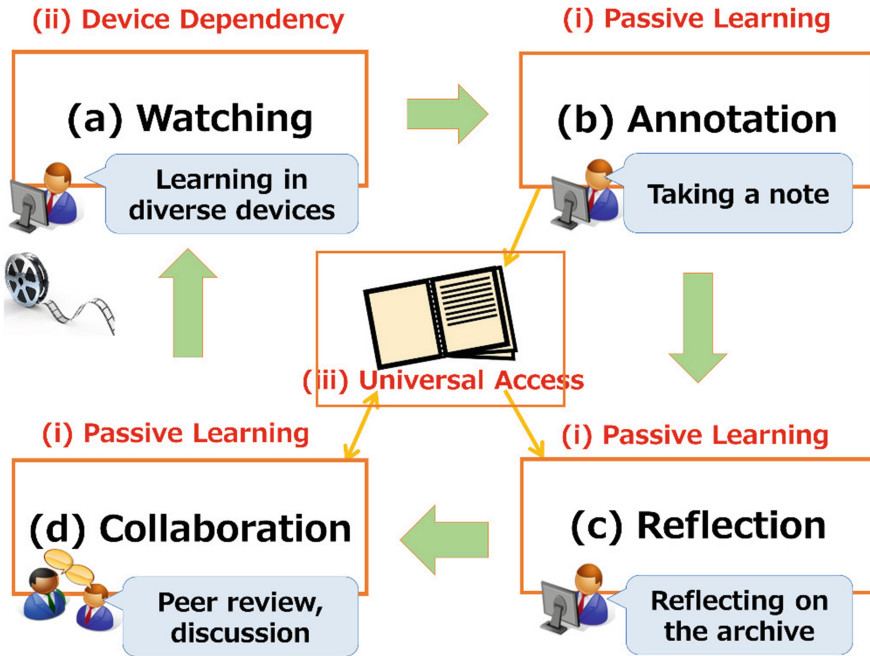 (ii) Device Dependency
(i) Passive Learning
(a) Watching
(b) Annotation
Learning in
diverse devices
Taking a note
(iii) Universal Access
(i) Passive Learning
(i) Passive Learning
(d) Collaboration
(c) Reflection
Peer review,
discussion
Reflecting on
the archive